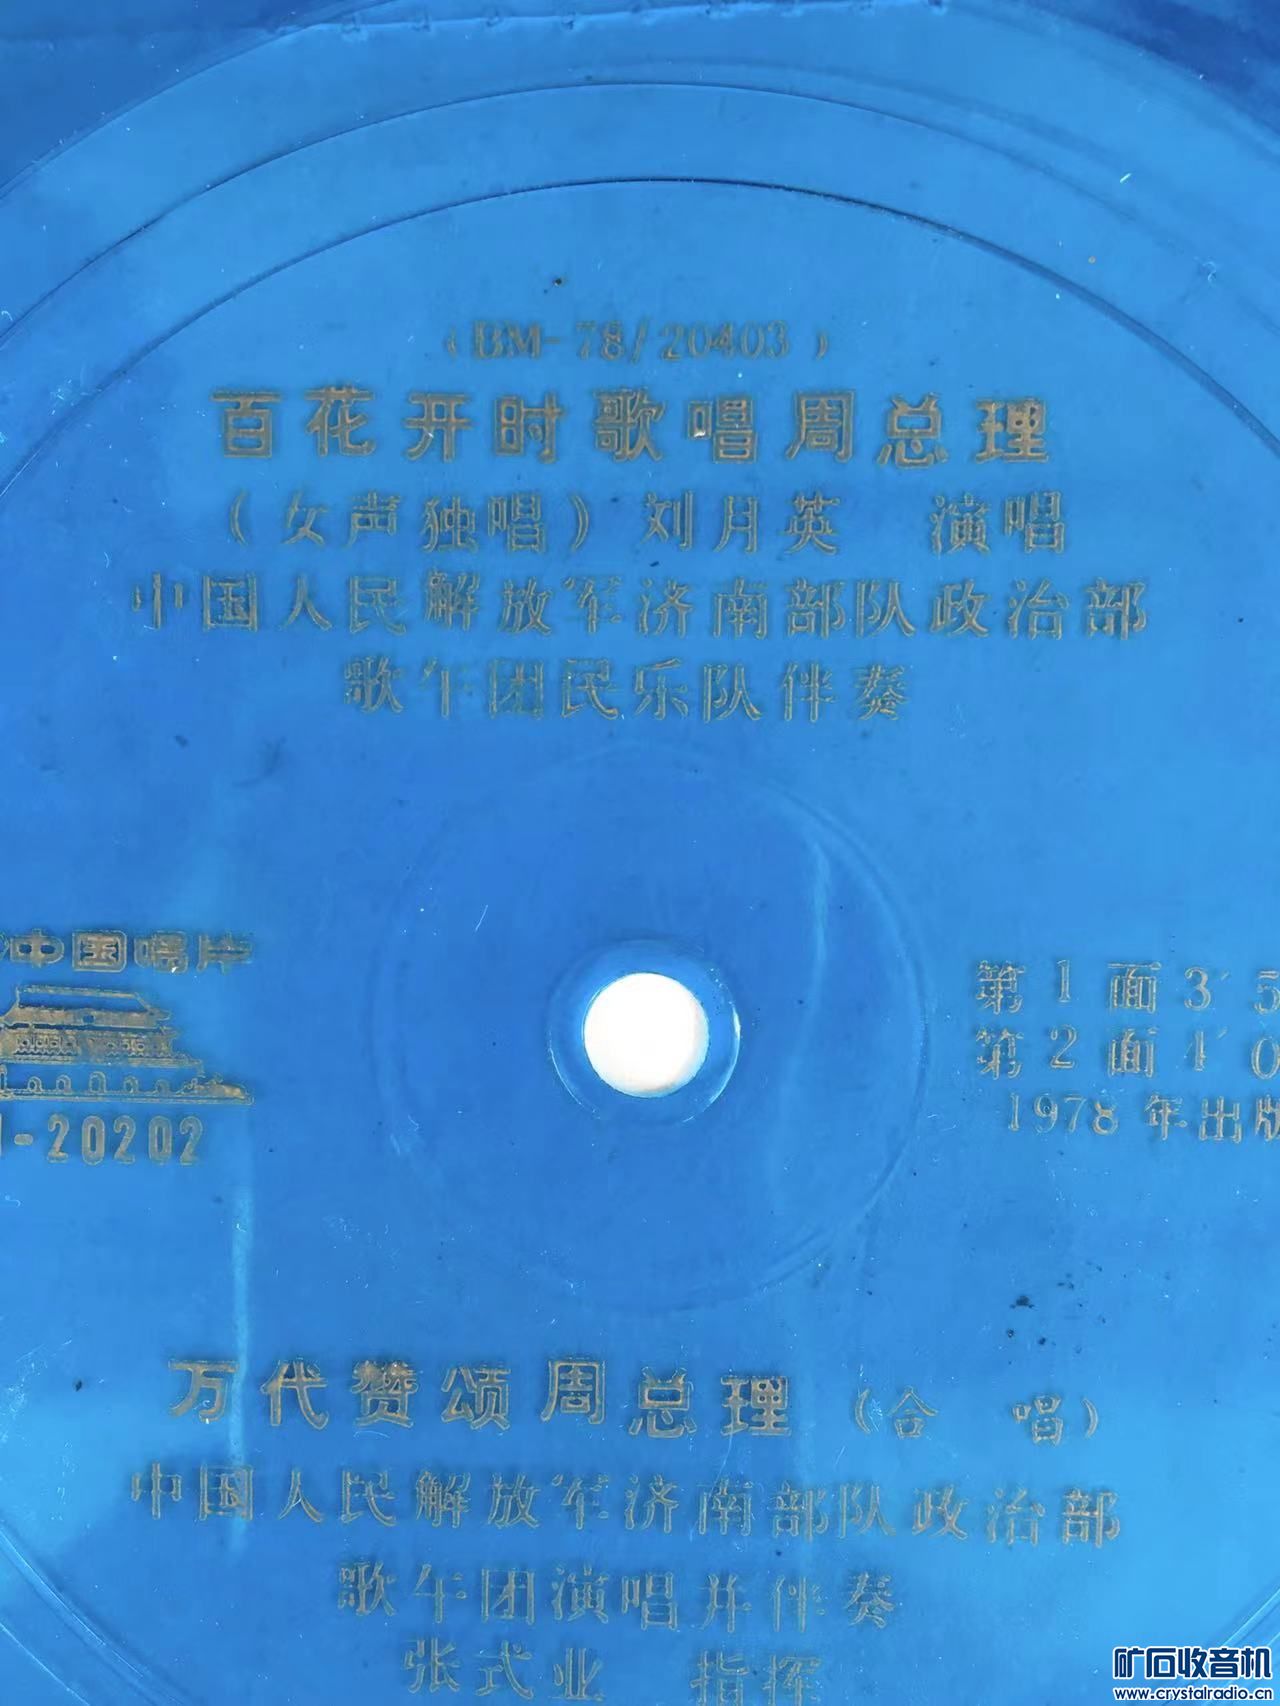 (BM-78/20403)
百花开时歌唱周总理
(女声独唱)刘月英 演唱
中国人民解放军济南部队政治部
歌午团民乐队伴奏
中国唱片
-20202
第1面3′5
第2面4′0
1978年出版
万代赞颂周总理(合 唱)
中国人民解放军济南部队政治部
歌午团演唱并伴奏
张式业 指挥
矿石收音机
www.crystalradio.cn